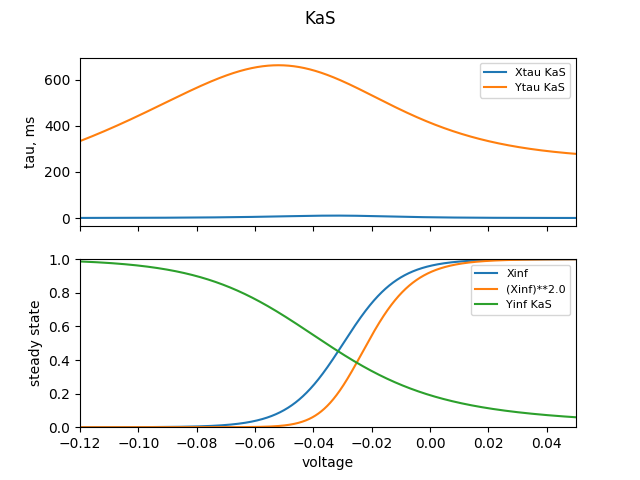 KaS
600
400
200
0
tau, ms
Xtau KaS
Ytau KaS
1.0
0.8
0.6
0.4
0.2
0.0
steady state
Xinf
(Xinf)**2.0
Yinf KaS
−0.12 −0.10 −0.08 −0.06 −0.04 −0.02 0.00 0.02 0.04
voltage